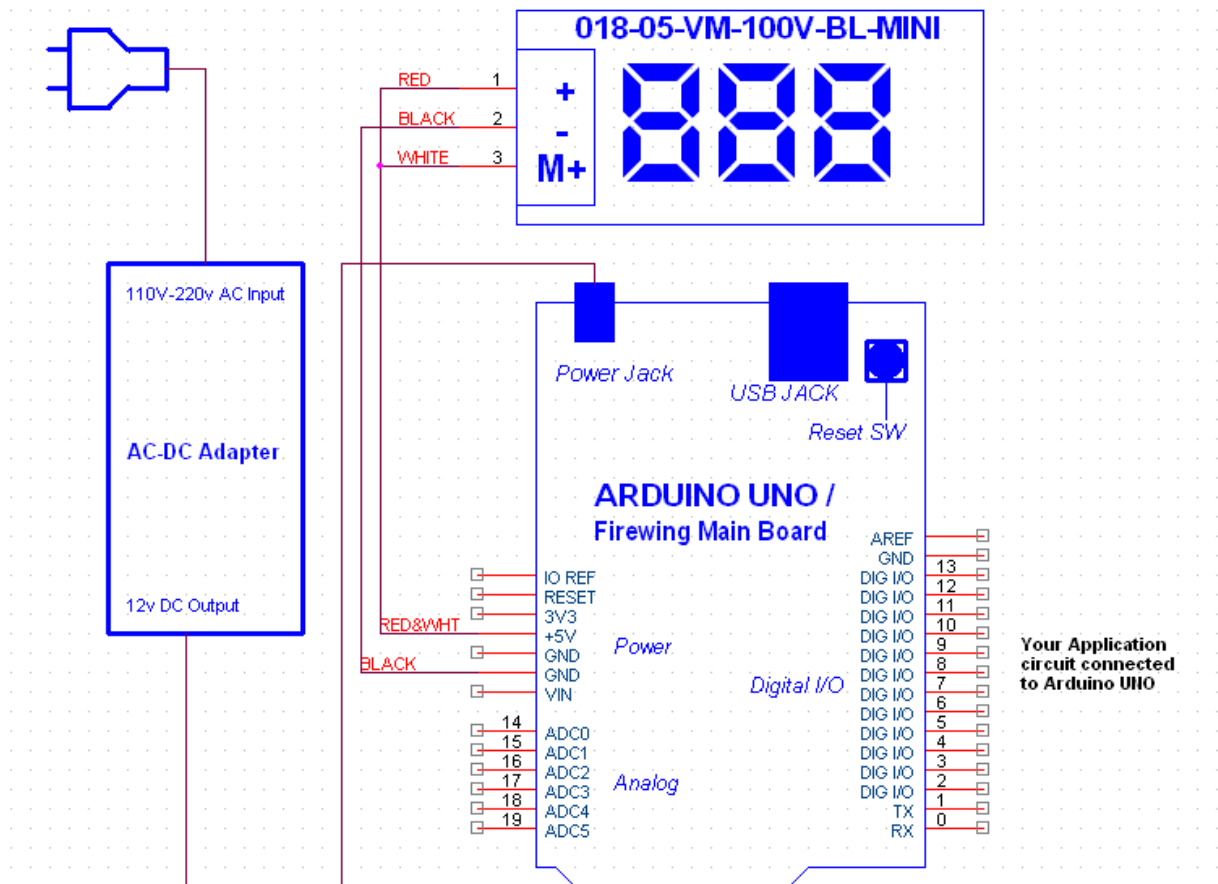 018-05-VM-100V-BL-MINI
RED 1 +
BLACK 2 -
WHITE 3 M+
110V-220v AC Input
AC-DC Adapter
12v DC Output
Power Jack
USB JACK
Reset SW
ARDUINO UNO /
Firewing Main Board
IO REF
RESET
3V3
RED&WHT +5V
GND
BLACK GND
VIN
Power
14 ADC0
15 ADC1
16 ADC2
17 ADC3
18 ADC4
19 ADC5
Analog
Digital I/O
AREF
GND
DIG I/O 13
DIG I/O 12
DIG I/O 11
DIG I/O 10
DIG I/O 9
DIG I/O 8
DIG I/O 7
DIG I/O 6
DIG I/O 5
DIG I/O 4
DIG I/O 3
DIG I/O 2
TX 1
RX 0
Your Application
circuit connected
to Arduino UNO